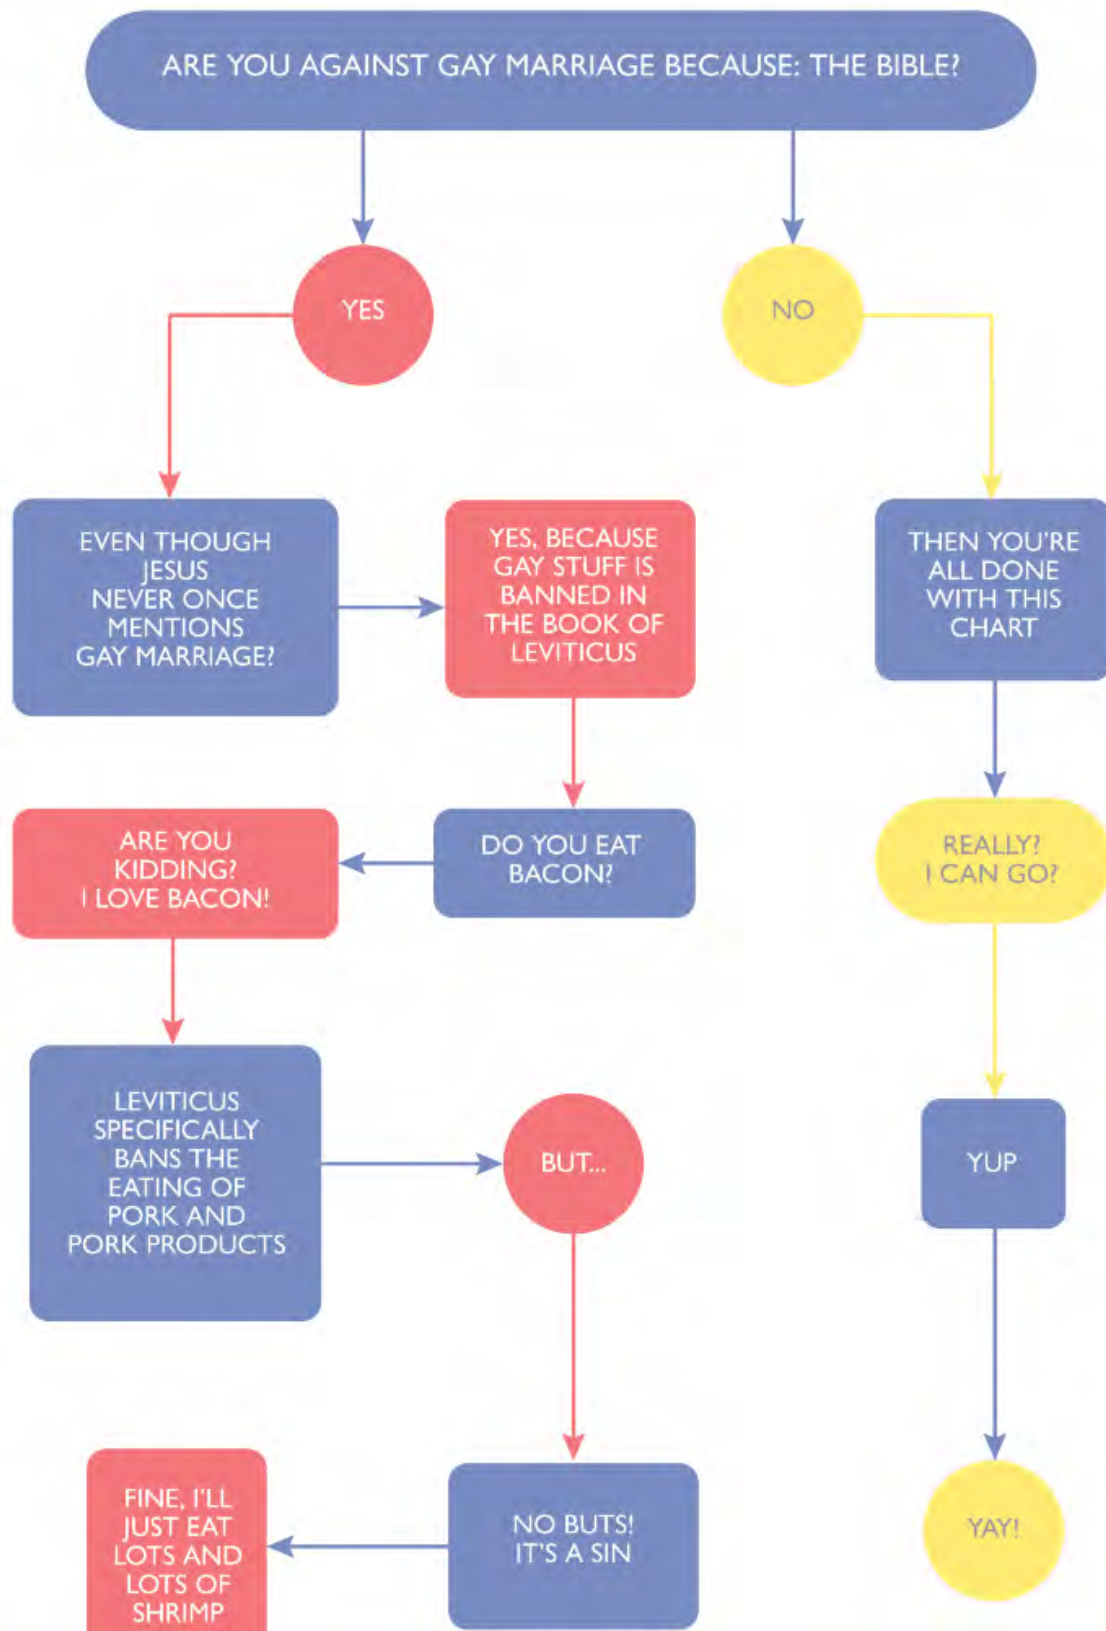 ARE YOU AGAINST GAY MARRIAGE BECAUSE: THE BIBLE?
YES
NO
EVEN THOUGH
JESUS
NEVER ONCE
MENTIONS
GAY MARRIAGE?
YES, BECAUSE
GAY STUFF IS
BANNED IN
THE BOOK OF
LEVITICUS
THEN YOU'RE
ALL DONE
WITH THIS
CHART
ARE YOU
KIDDING?
I LOVE BACON!
DO YOU EAT
BACON?
REALLY?
I CAN GO?
LEVITICUS
SPECIFICALLY
BANS THE
EATING OF
PORK AND
PORK PRODUCTS
BUT...
YUP
FINE, I'LL
JUST EAT
LOTS AND
LOTS OF
SHRIMP
NO BUTS!
IT'S A SIN
YAY!